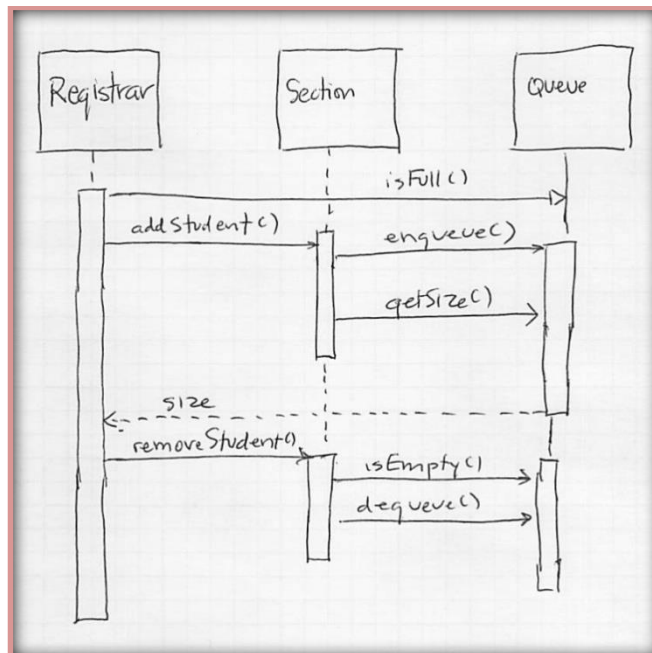 Registrar
Section
Queue
isFull()
addStudent()
enqueue()
getSize()
size
removeStudent()
isEmpty()
dequeue()